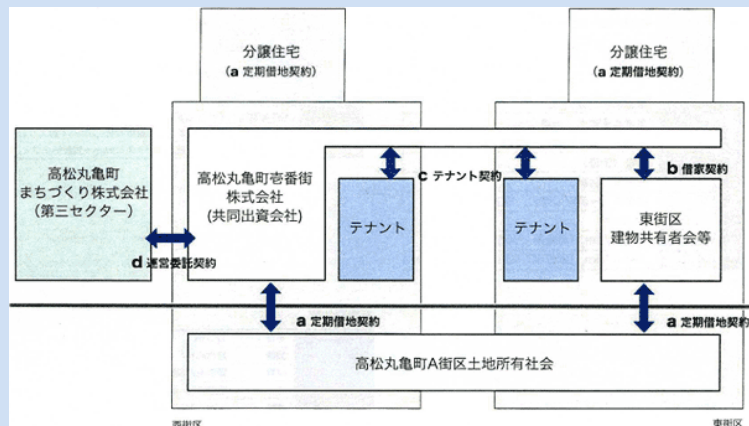 分譲住宅
（a 定期借地契約）
分譲住宅
（a 定期借地契約）
高松丸亀町
まちづくり株式会社
（第三セクター）
高松丸亀町壱番街
株式会社
(共同出資会社)
c テナント契約
b 借家契約
テナント
テナント
東街区
建物共有者会等
d 運営委託契約
a 定期借地契約
a 定期借地契約
高松丸亀町A街区土地所有社会
西街区
東街区